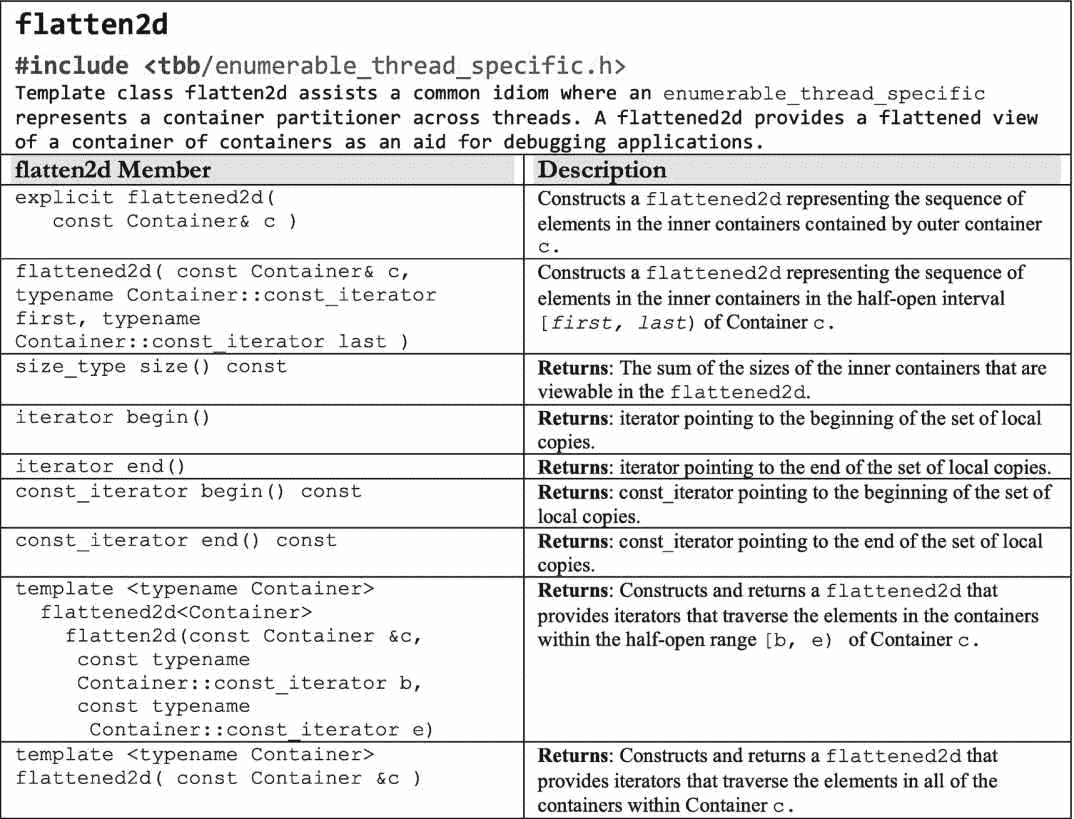 flatten2d
#include <tbb/enumerable_thread_specific.h>
Template class flatten2d assists a common idiom where an enumerable_thread_specific
represents a container partitioner across threads. A flattened2d provides a flattened view
of a container of containers as an aid for debugging applications.
flatten2d Member
Description
explicit flattened2d(
const Container& c )
Constructs a flattened2d representing the sequence of
elements in the inner containers contained by outer container
c.
flattened2d( const Container& c,
typename Container::const_iterator
first, typename
Container::const_iterator last )
Constructs a flattened2d representing the sequence of
elements in the inner containers in the half-open interval
[first, last) of Container c.
size_type size() const
Returns: The sum of the sizes of the inner containers that are
viewable in the flattened2d.
iterator begin()
Returns: iterator pointing to the beginning of the set of local
copies.
iterator end()
Returns: iterator pointing to the end of the set of local copies.
const_iterator begin() const
Returns: const_iterator pointing to the beginning of the set of
local copies.
const_iterator end() const
Returns: const_iterator pointing to the end of the set of local
copies.
template <typename Container>
flattened2d<Container>
flatten2d(const Container &c,
const typename
Container::const_iterator b,
const typename
Container::const_iterator e)
Returns: Constructs and returns a flattened2d that
provides iterators that traverse the elements in the containers
within the half-open range [b, e) of Container c.
template <typename Container>
flattened2d( const Container &c )
Returns: Constructs and returns a flattened2d that
provides iterators that traverse the elements in all of the
containers within Container c.